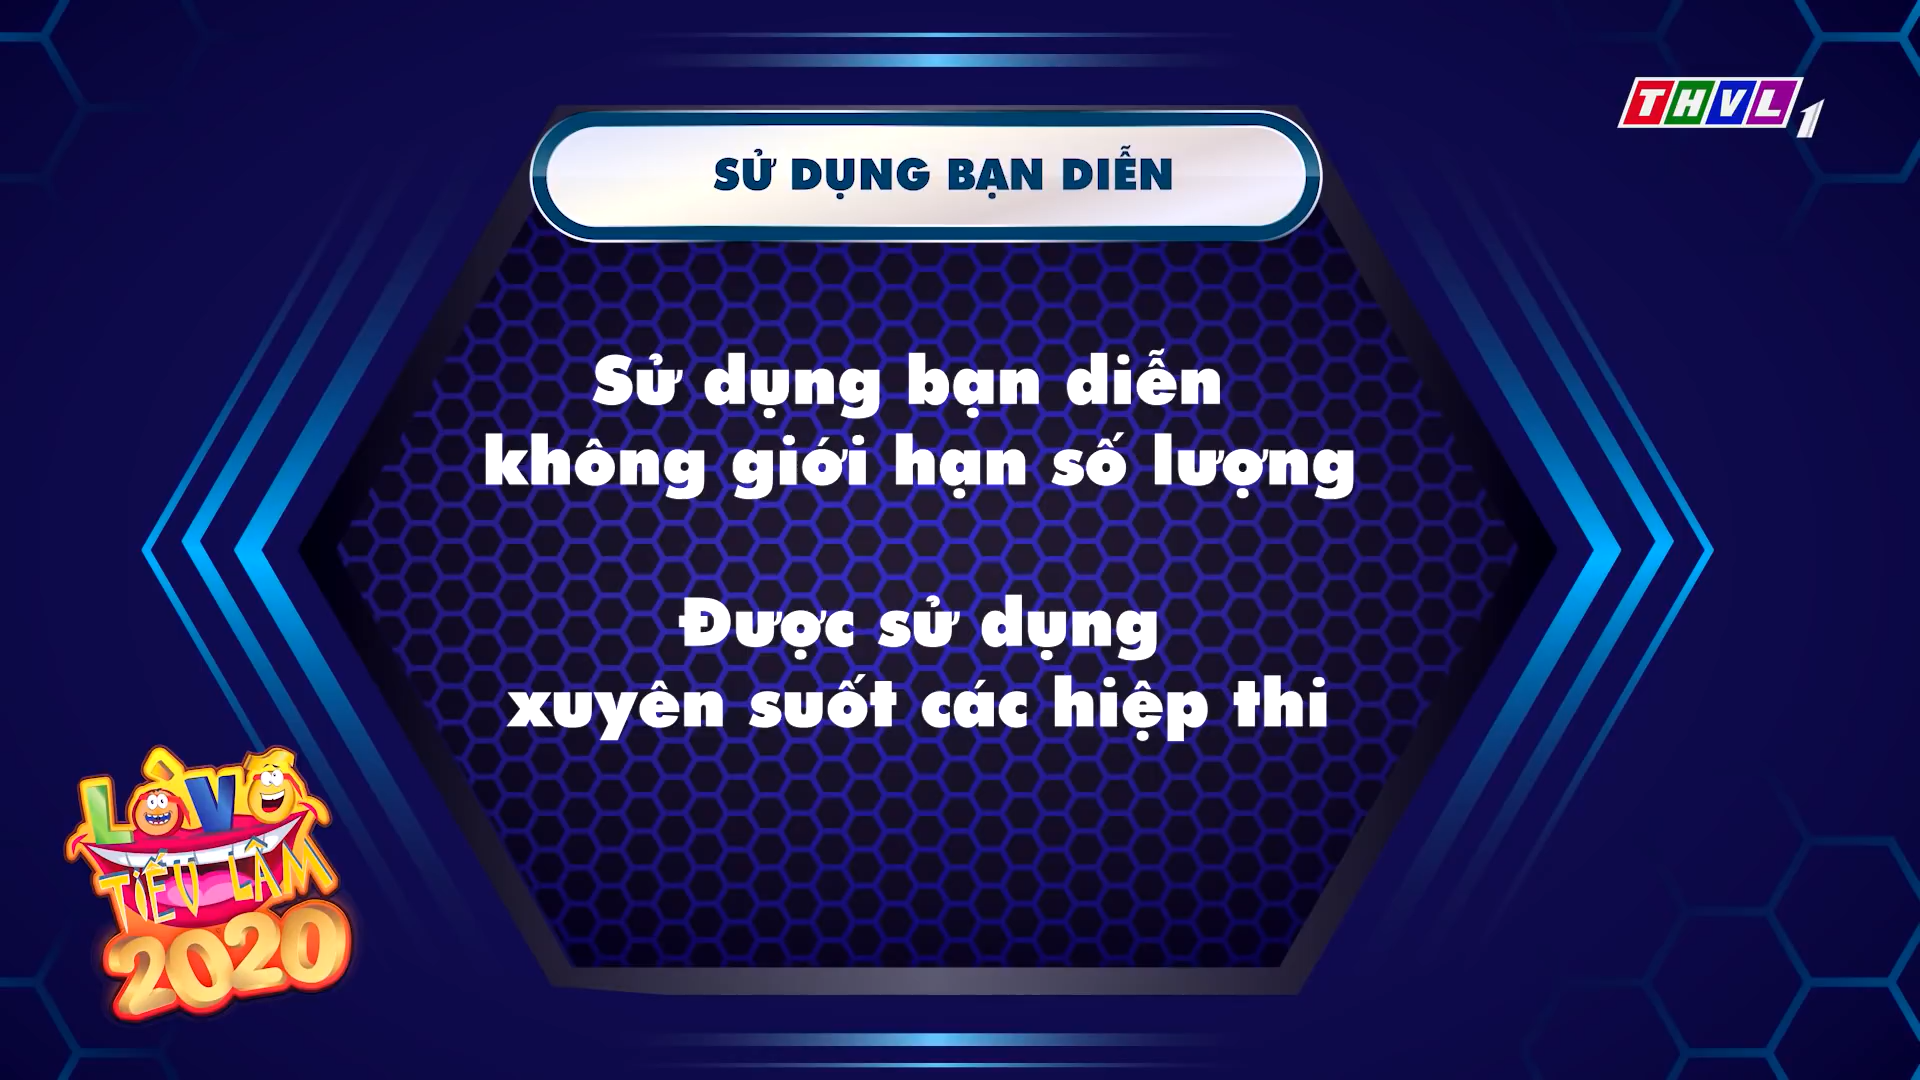 THVL1
SỬ DỤNG BẠN DIỄN
Sử dụng bạn diễn
không giới hạn số lượng
Được sử dụng
xuyên suốt các hiệp thi
LÒ VÕ
TIẾU LÂM
2020